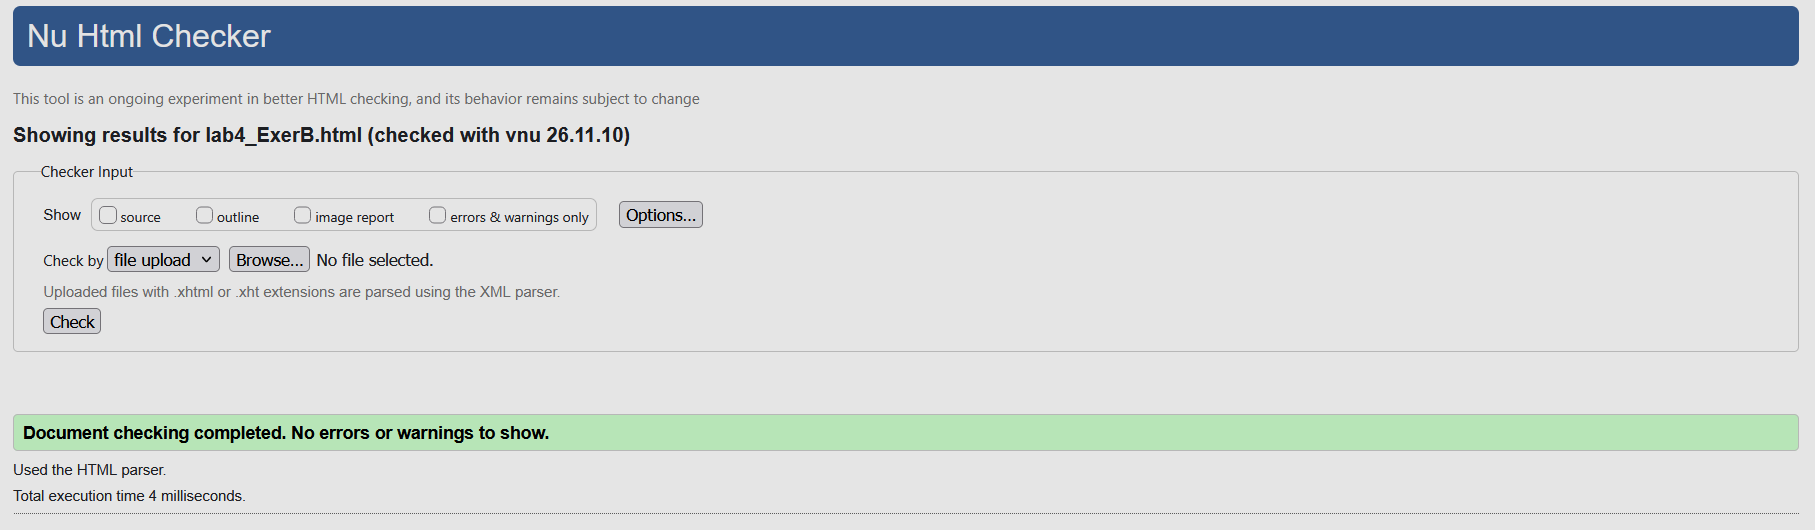 Nu Html Checker
This tool is an ongoing experiment in better HTML checking, and its behavior remains subject to change
Showing results for lab4_ExerB.html (checked with vnu 26.11.10)
Checker Input
Show source outline image report errors & warnings only Options...
Check by file upload Browse... No file selected.
Uploaded files with .xhtml or .xht extensions are parsed using the XML parser.
Check
Document checking completed. No errors or warnings to show.
Used the HTML parser.
Total execution time 4 milliseconds.